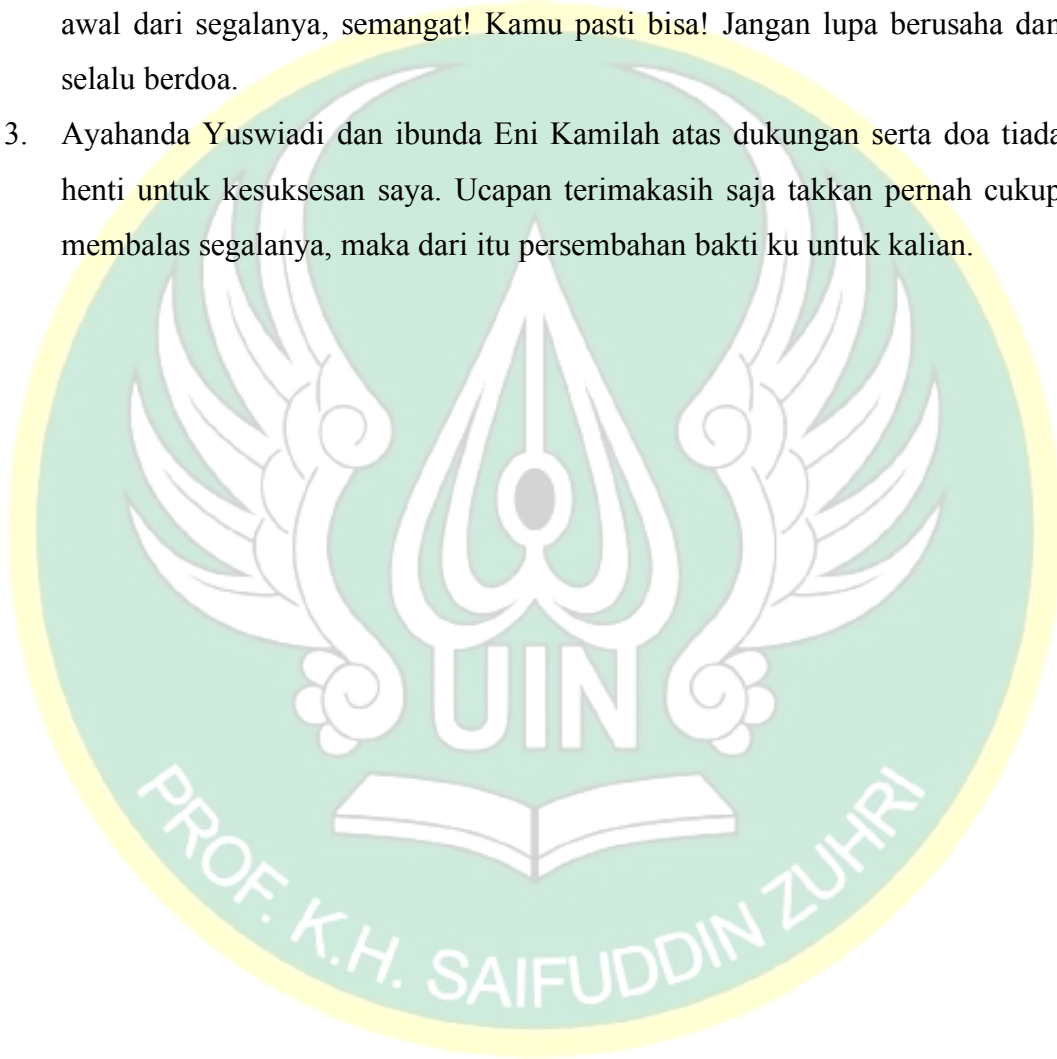 awal dari segalanya, semangat! Kamu pasti bisa! Jangan lupa berusaha dan
selalu berdoa.
3. Ayahanda Yuswiadi dan ibunda Eni Kamilah atas dukungan serta doa tiada
henti untuk kesuksesan saya. Ucapan terimakasih saja takkan pernah cukup
membalas segalanya, maka dari itu persembahan bakti ku untuk kalian.
UIN
PROF. K.H. SAIFUDDIN ZUHRI